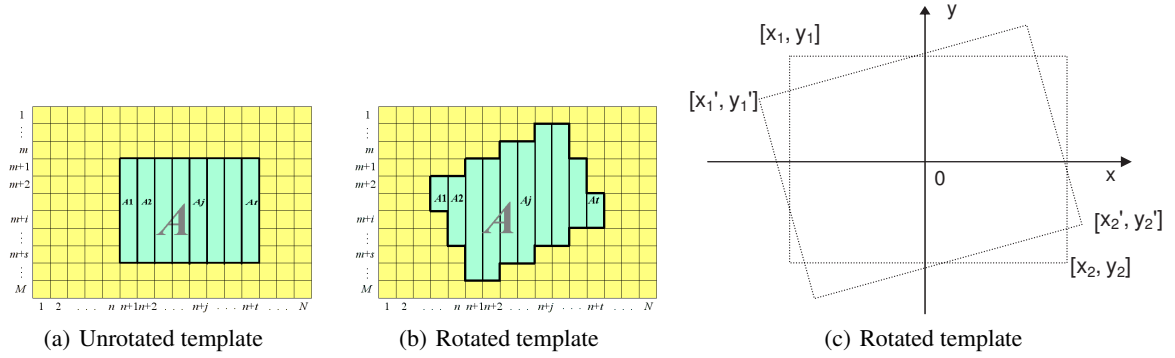 1
⋮
m
m+1
m+2
m+i
⋮
m+s
⋮
M
A1 A2 Aj At
A
1 2 . . . n n+1 n+2 . . . n+j . . . n+t . . . N
(a) Unrotated template
1
⋮
m
m+1
m+2
m+i
⋮
m+s
⋮
M
A1 A2 Aj At
A
1 2 . . . n n+1 n+2 . . . n+j . . . n+t . . . N
(b) Rotated template
y
[x₁, y₁]
[x₁', y₁']
0
x
[x₂', y₂']
[x₂, y₂]
(c) Rotated template